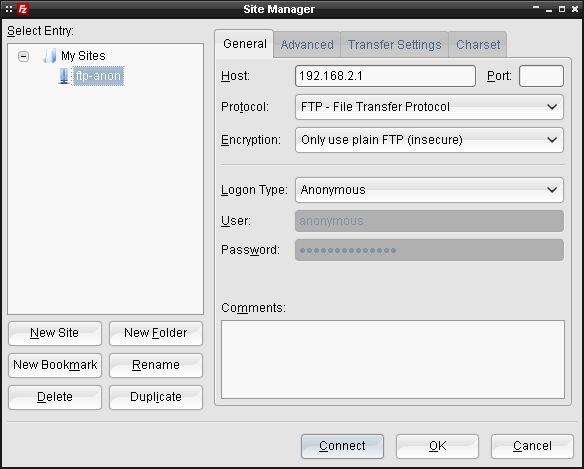 Site Manager
Select Entry:
My Sites
ftp-anon
New Site
New Folder
New Bookmark
Rename
Delete
Duplicate
General
Advanced
Transfer Settings
Charset
Host:
192.168.2.1
Port:
Protocol:
FTP - File Transfer Protocol
Encryption:
Only use plain FTP (insecure)
Logon Type:
Anonymous
User:
anonymous
Password:
••••••••••••••
Comments:
Connect
OK
Cancel